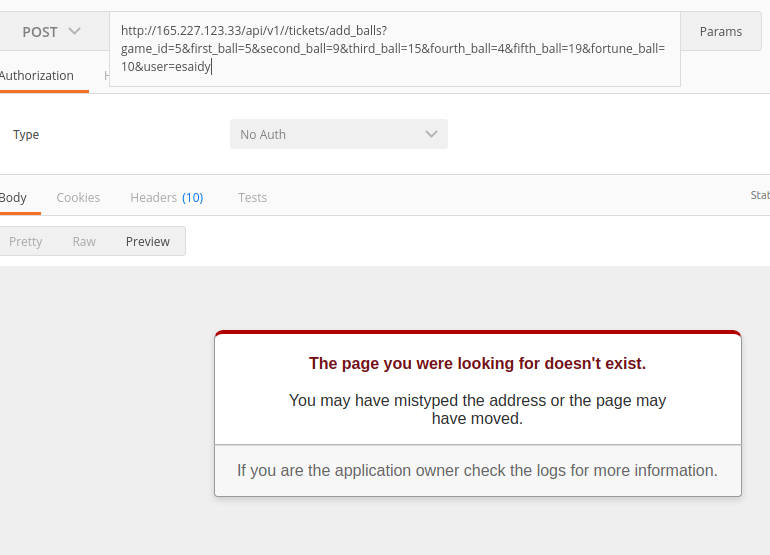 POST
http://165.227.123.33/api/v1//tickets/add_balls?
game_id=5&first_ball=5&second_ball=9&third_ball=15&fourth_ball=4&fifth_ball=19&fortune_ball=
10&user=esaidy
Params
Authorization
Type
No Auth
Body Cookies Headers (10) Tests
Pretty Raw Preview
The page you were looking for doesn't exist.
You may have mistyped the address or the page may
have moved.
If you are the application owner check the logs for more information.